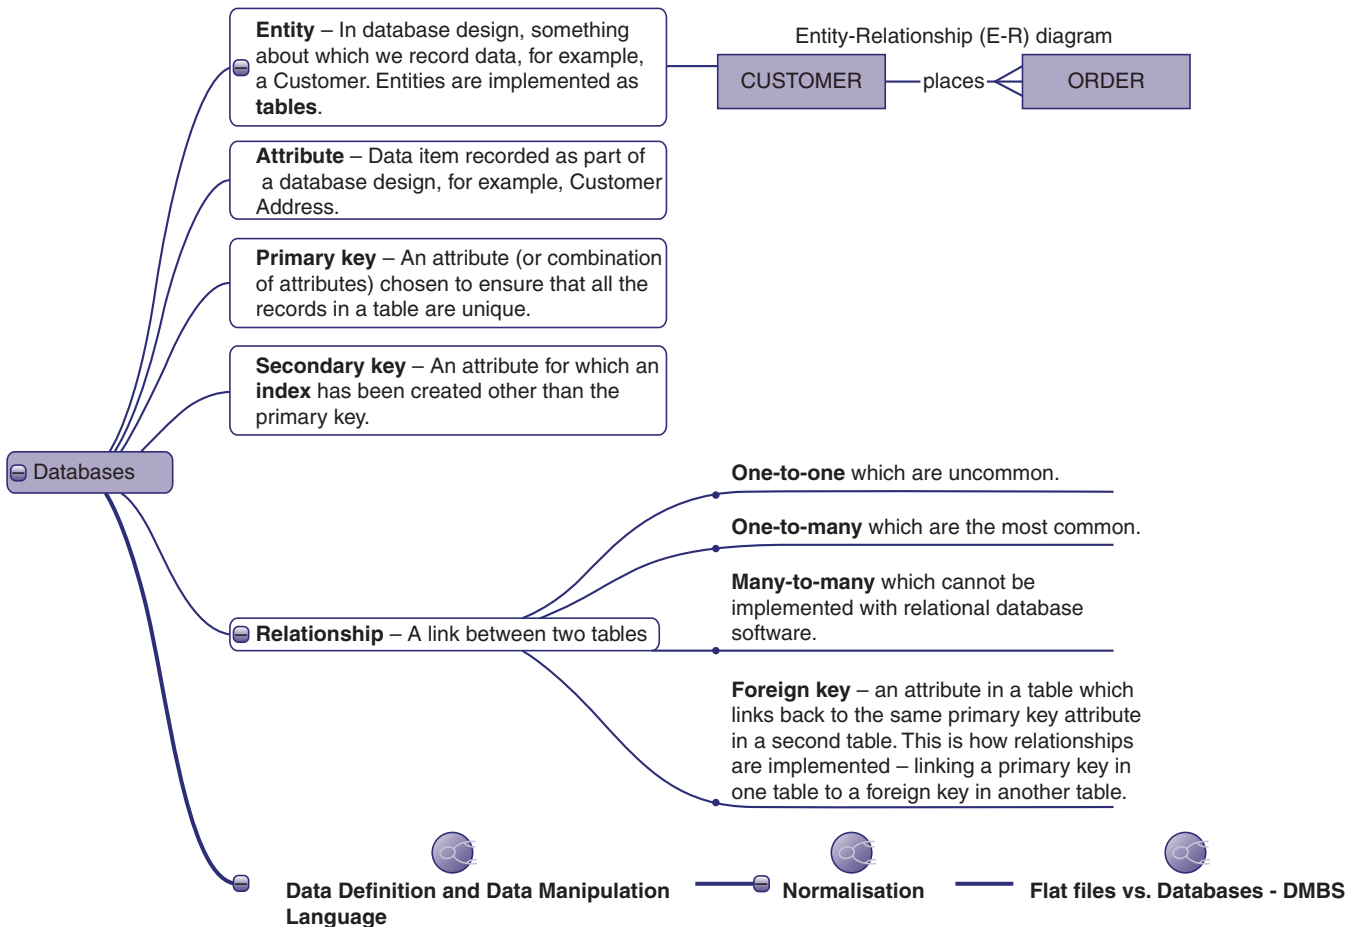 Entity – In database design, something
about which we record data, for example,
a Customer. Entities are implemented as
tables.
Entity-Relationship (E-R) diagram
CUSTOMER
places
ORDER
Attribute – Data item recorded as part of
a database design, for example, Customer
Address.
Primary key – An attribute (or combination
of attributes) chosen to ensure that all the
records in a table are unique.
Secondary key – An attribute for which an
index has been created other than the
primary key.
Databases
One-to-one which are uncommon.
One-to-many which are the most common.
Many-to-many which cannot be
implemented with relational database
software.
Relationship – A link between two tables
Foreign key – an attribute in a table which
links back to the same primary key attribute
in a second table. This is how relationships
are implemented – linking a primary key in
one table to a foreign key in another table.
Data Definition and Data Manipulation
Language
Normalisation
Flat files vs. Databases - DMBS